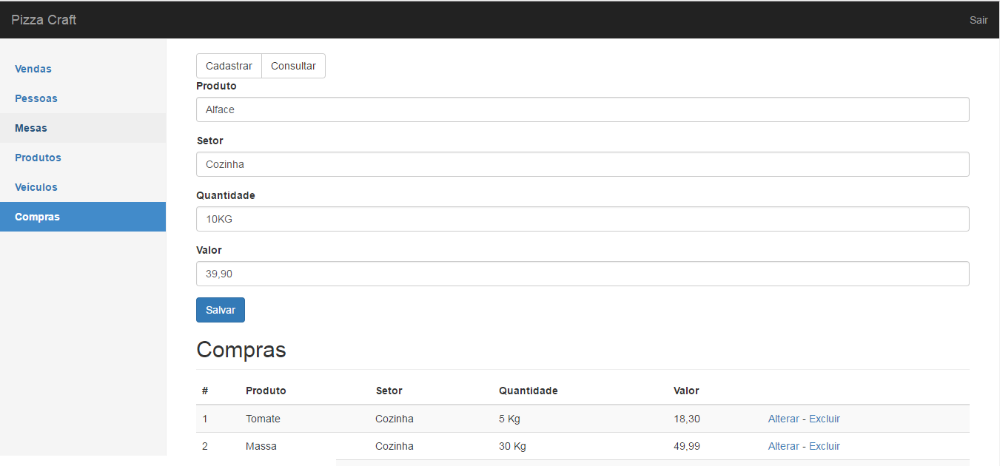 Pizza Craft Sair
Vendas
Pessoas
Mesas
Produtos
Veículos
Compras
Cadastrar Consultar
Produto
Alface
Setor
Cozinha
Quantidade
10KG
Valor
39,90
Salvar
Compras
# Produto Setor Quantidade Valor
1 Tomate Cozinha 5 Kg 18,30 Alterar - Excluir
2 Massa Cozinha 30 Kg 49,99 Alterar - Excluir